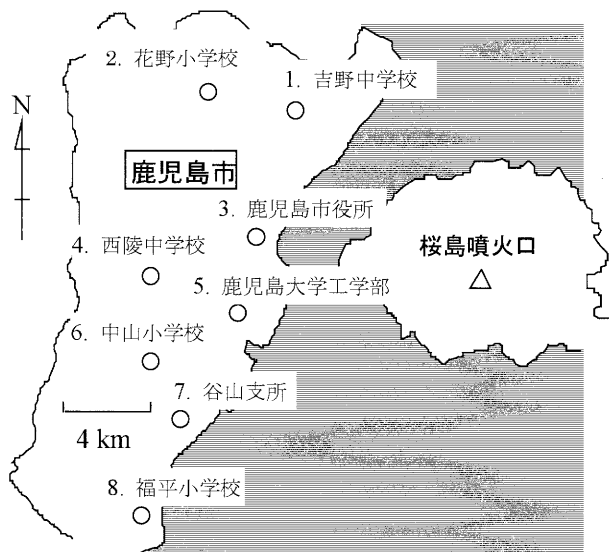 2. 花野小学校
1. 吉野中学校
N
鹿児島市
3. 鹿児島市役所
4. 西陵中学校
桜島噴火口
5. 鹿児島大学工学部
6. 中山小学校
7. 谷山支所
4 km
8. 福平小学校